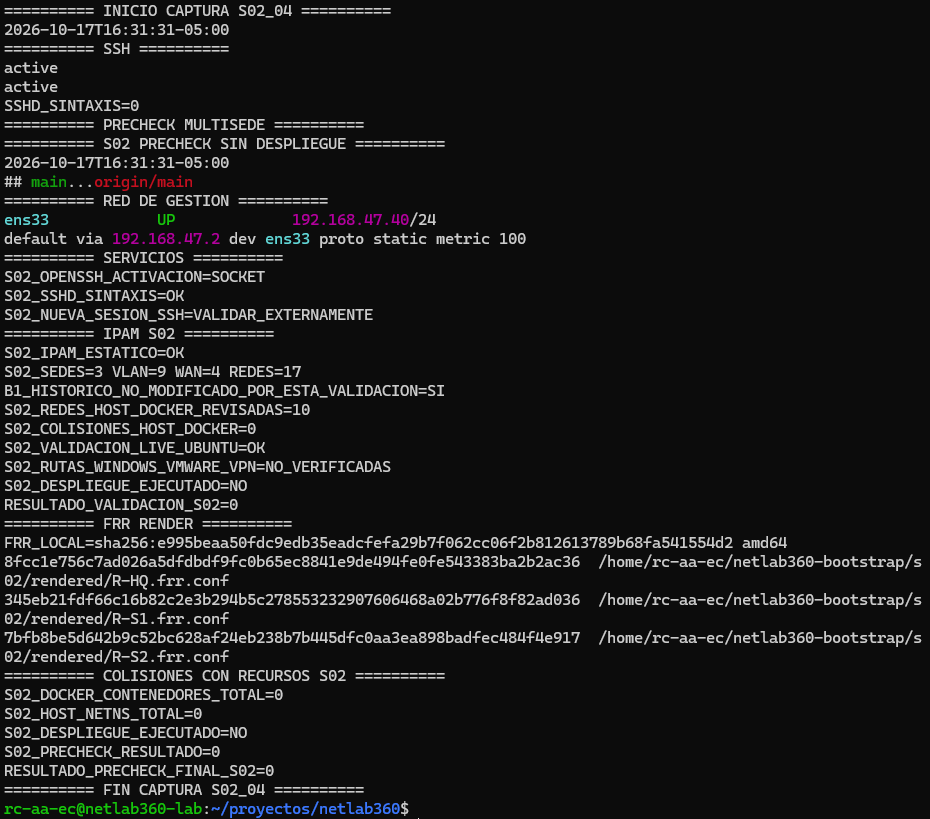 ========== INICIO CAPTURA S02_04 ==========
2026-10-17T16:31:31-05:00
========== SSH ==========
active
active
SSHD_SINTAXIS=0
========== PRECHECK MULTISEDE ==========
========== S02 PRECHECK SIN DESPLIEGUE ==========
2026-10-17T16:31:31-05:00
## main...origin/main
========== RED DE GESTION ==========
ens33            UP             192.168.47.40/24
default via 192.168.47.2 dev ens33 proto static metric 100
========== SERVICIOS ==========
S02_OPENSSH_ACTIVACION=SOCKET
S02_SSHD_SINTAXIS=OK
S02_NUEVA_SESION_SSH=VALIDAR_EXTERNAMENTE
========== IPAM S02 ==========
S02_IPAM_ESTATICO=OK
S02_SEDES=3 VLAN=9 WAN=4 REDES=17
B1_HISTORICO_NO_MODIFICADO_POR_ESTA_VALIDACION=SI
S02_REDES_HOST_DOCKER_REVISADAS=10
S02_COLISIONES_HOST_DOCKER=0
S02_VALIDACION_LIVE_UBUNTU=OK
S02_RUTAS_WINDOWS_VMWARE_VPN=NO_VERIFICADAS
S02_DESPLIEGUE_EJECUTADO=NO
RESULTADO_VALIDACION_S02=0
========== FRR RENDER ==========
FRR_LOCAL=sha256:e995beaa50fdc9edb35eadcfefa29b7f062cc06f2b812613789b68fa541554d2 amd64
8fcc1e756c7ad026a5dfdbdf9fc0b65ec8841e9de494fe0fe543383ba2b2ac36  /home/rc-aa-ec/netlab360-bootstrap/s
02/rendered/R-HQ.frr.conf
345eb21fdf66c16b82c2e3b294b5c278553232907606468a02b776f8f82ad036  /home/rc-aa-ec/netlab360-bootstrap/s
02/rendered/R-S1.frr.conf
7bfb8be5d642b9c52bc628af24eb238b7b445dfc0aa3ea898badfec484f4e917  /home/rc-aa-ec/netlab360-bootstrap/s
02/rendered/R-S2.frr.conf
========== COLISIONES CON RECURSOS S02 ==========
S02_DOCKER_CONTENEDORES_TOTAL=0
S02_HOST_NETNS_TOTAL=0
S02_DESPLIEGUE_EJECUTADO=NO
S02_PRECHECK_RESULTADO=0
RESULTADO_PRECHECK_FINAL_S02=0
========== FIN CAPTURA S02_04 ==========
rc-aa-ec@netlab360-lab:~/proyectos/netlab360$